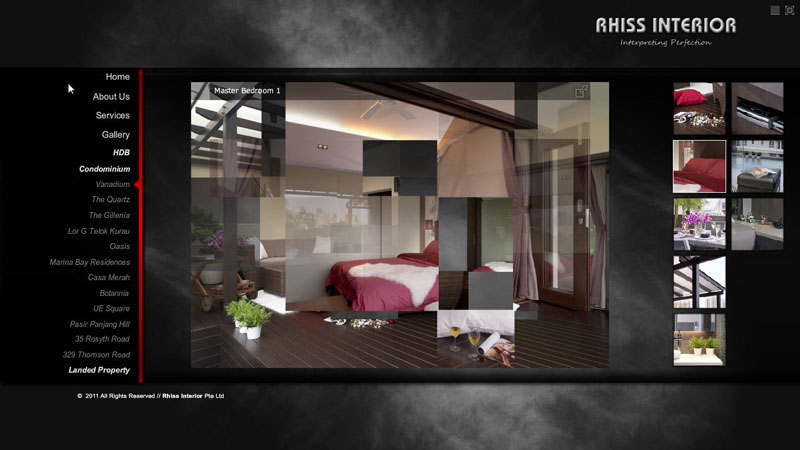 RHISS INTERIOR
Interpreting Perfection
Home
About Us
Services
Gallery
HDB
Condominium
Vanadium
The Quartz
The Gillenia
Lor G Telok Kurau
Oasis
Marina Bay Residences
Casa Merah
Botannia
UE Square
Pasir Panjang Hill
35 Rosyth Road
329 Thomson Road
Landed Property
Master Bedroom 1
© 2011 All Rights Reserved // Rhiss Interior Pte Ltd